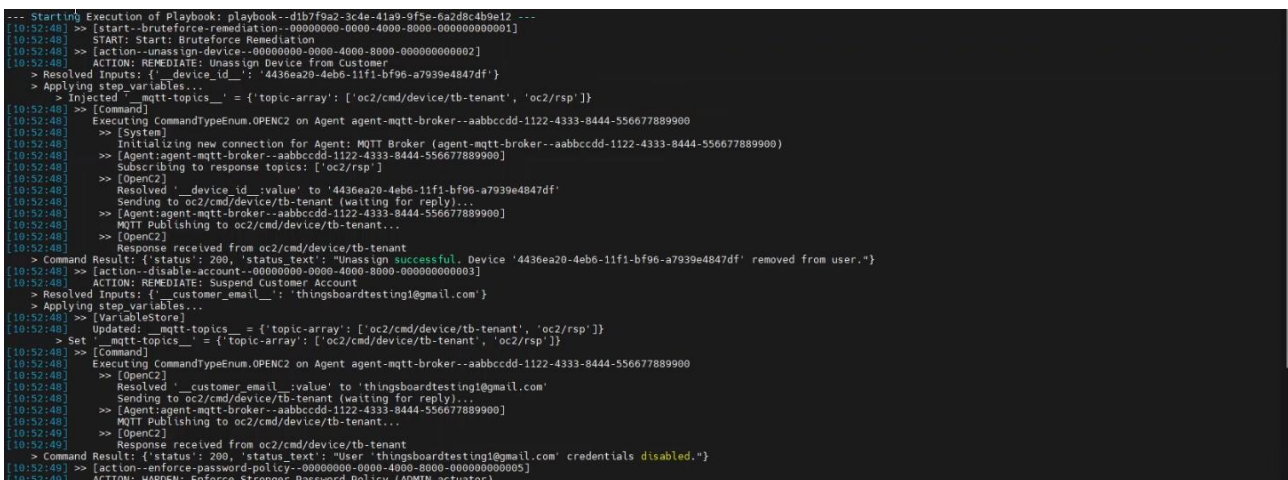 --- Starting Execution of Playbook: playbook--d1b7f9a2-3c4e-41a9-9f5e-6a2d8c4b9e12 ---
[10:52:48] >> [start--bruteforce-remediation--00000000-0000-4000-8000-000000000001]
[10:52:48] START: Start: Bruteforce Remediation
[10:52:48] >> [action--unassign-device--00000000-0000-4000-8000-000000000002]
[10:52:48] ACTION: REMEDIATE: Unassign Device from Customer
> Resolved Inputs: {'__device_id__': '4436ea20-4eb6-11f1-bf96-a7939e4847df'}
> Applying step_variables...
> Injected '__mqtt-topics__' = {'topic-array': ['oc2/cmd/device/tb-tenant', 'oc2/rsp']}
[10:52:48] >> [Command]
[10:52:48] Executing CommandTypeEnum.OPENC2 on Agent agent-mqtt-broker--aabbccdd-1122-4333-8444-556677889900
[10:52:48] >> [System]
[10:52:48] Initializing new connection for Agent: MQTT Broker (agent-mqtt-broker--aabbccdd-1122-4333-8444-556677889900)
[10:52:48] >> [Agent:agent-mqtt-broker--aabbccdd-1122-4333-8444-556677889900]
[10:52:48] Subscribing to response topics: ['oc2/rsp']
[10:52:48] >> [OpenC2]
[10:52:48] Resolved '__device_id__:value' to '4436ea20-4eb6-11f1-bf96-a7939e4847df'
[10:52:48] Sending to oc2/cmd/device/tb-tenant (waiting for reply)...
[10:52:48] >> [Agent:agent-mqtt-broker--aabbccdd-1122-4333-8444-556677889900]
[10:52:48] MQTT Publishing to oc2/cmd/device/tb-tenant...
[10:52:48] >> [OpenC2]
[10:52:48] Response received from oc2/cmd/device/tb-tenant
> Command Result: {'status': 200, 'status_text': "Unassign successful. Device '4436ea20-4eb6-11f1-bf96-a7939e4847df' removed from user."}
[10:52:48] >> [action--disable-account--00000000-0000-4000-8000-000000000003]
[10:52:48] ACTION: REMEDIATE: Suspend Customer Account
> Resolved Inputs: {'__customer_email__': 'thingsboardtesting1@gmail.com'}
> Applying step_variables...
[10:52:48] >> [VariableStore]
[10:52:48] Updated: __mqtt-topics__ = {'topic-array': ['oc2/cmd/device/tb-tenant', 'oc2/rsp']}
> Set '__mqtt-topics__' = {'topic-array': ['oc2/cmd/device/tb-tenant', 'oc2/rsp']}
[10:52:48] >> [Command]
[10:52:48] Executing CommandTypeEnum.OPENC2 on Agent agent-mqtt-broker--aabbccdd-1122-4333-8444-556677889900
[10:52:48] >> [OpenC2]
[10:52:48] Resolved '__customer_email__:value' to 'thingsboardtesting1@gmail.com'
[10:52:48] Sending to oc2/cmd/device/tb-tenant (waiting for reply)...
[10:52:48] >> [Agent:agent-mqtt-broker--aabbccdd-1122-4333-8444-556677889900]
[10:52:48] MQTT Publishing to oc2/cmd/device/tb-tenant...
[10:52:49] >> [OpenC2]
[10:52:49] Response received from oc2/cmd/device/tb-tenant
> Command Result: {'status': 200, 'status_text': "User 'thingsboardtesting1@gmail.com' credentials disabled."}
[10:52:49] >> [action--enforce-password-policy--00000000-0000-4000-8000-000000000005]
[10:52:49] ACTION: HARDEN: Enforce Stronger Password Policy (ADMIN actuator)